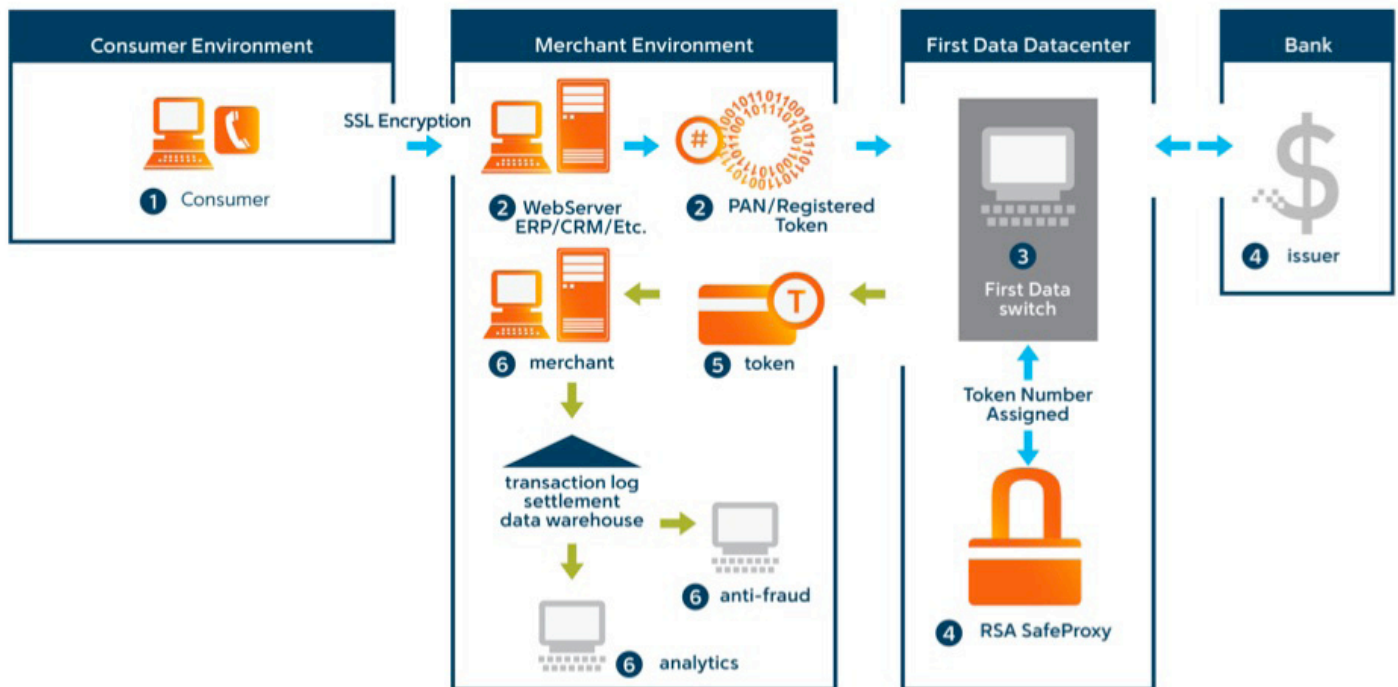 Consumer Environment
1 Consumer
SSL Encryption
Merchant Environment
2 WebServer
ERP/CRM/Etc.
#
2 PAN/Registered
Token
6 merchant
T
5 token
transaction log
settlement
data warehouse
6 anti-fraud
6 analytics
First Data Datacenter
3
First Data
switch
Token Number
Assigned
4 RSA SafeProxy
Bank
$
4 issuer